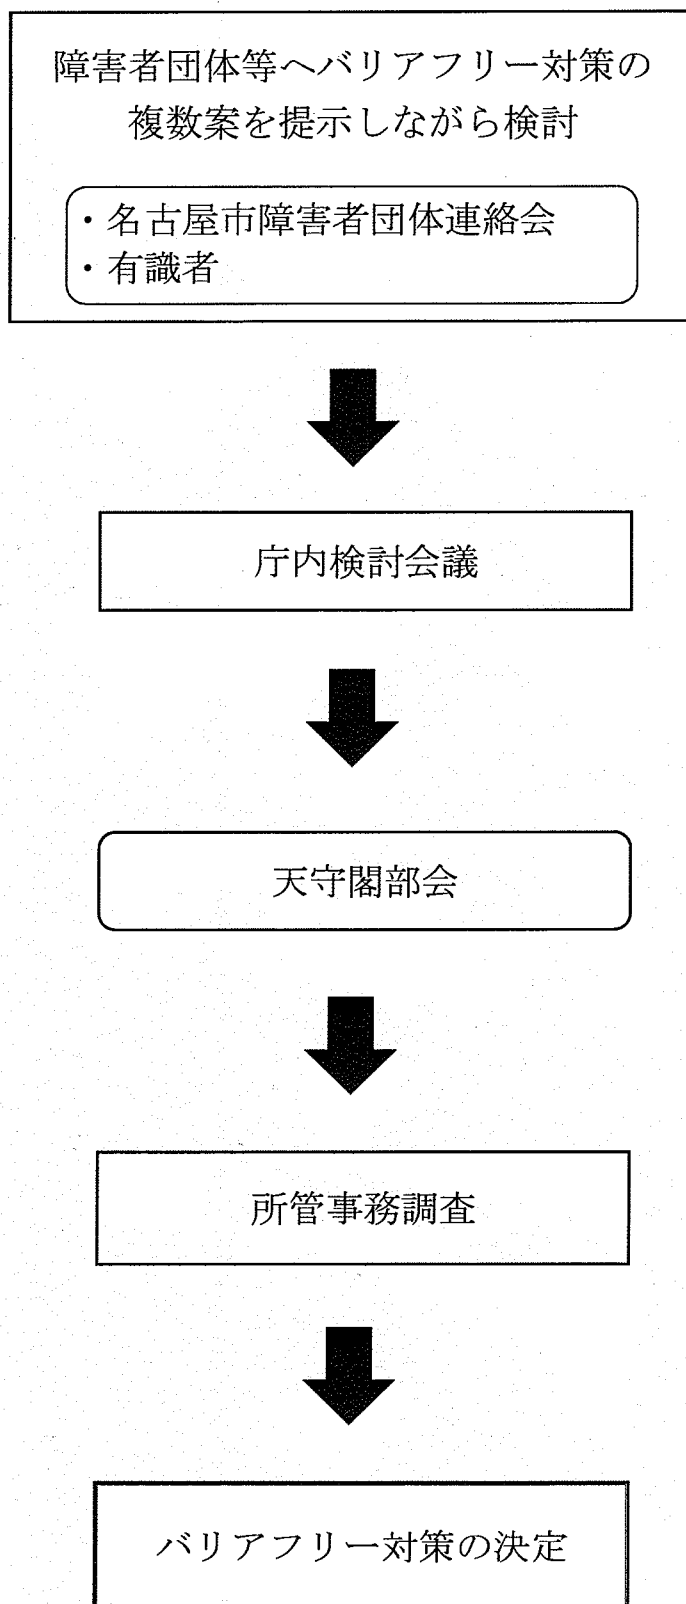 障害者団体等へバリアフリー対策の
複数案を提示しながら検討
・名古屋市障害者団体連絡会
・有識者
庁内検討会議
天守閣部会
所管事務調査
バリアフリー対策の決定